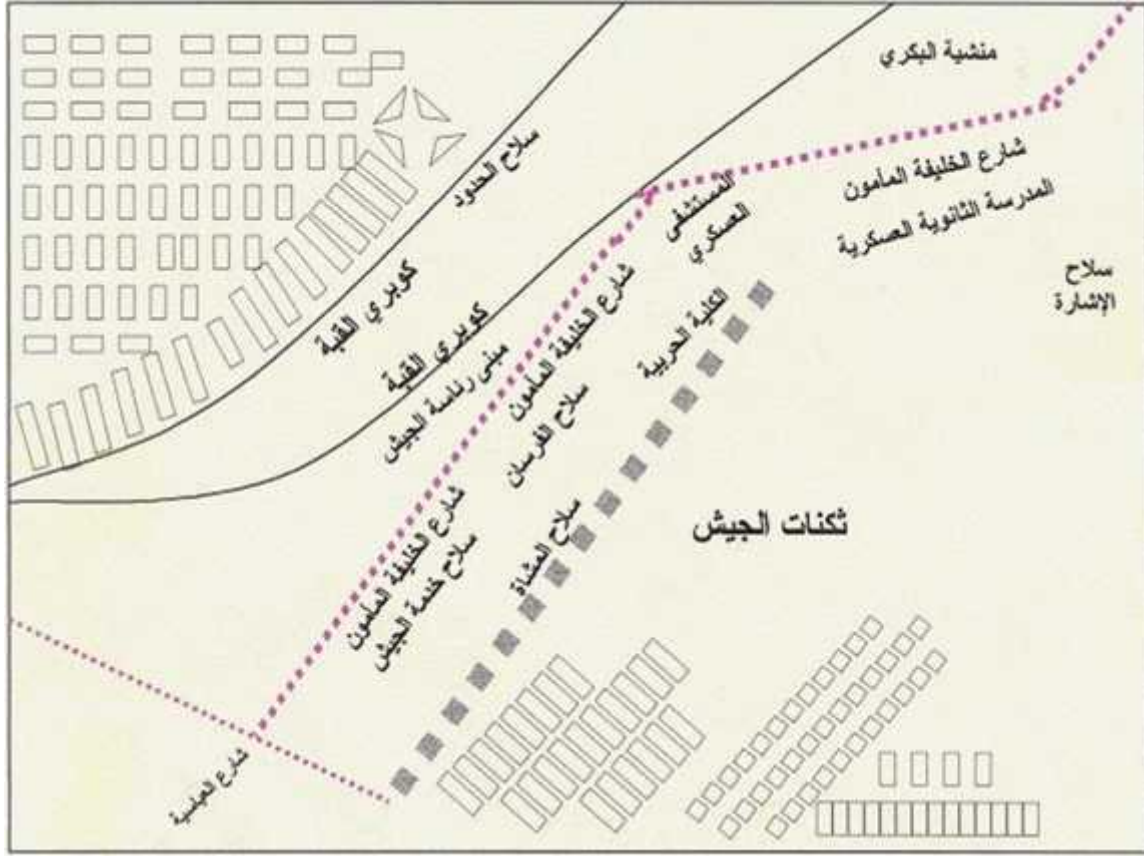 منشية البكري
شارع الخليفة المأمون
المدرسة الثانوية العسكرية
سلاح
الإشارة
المستشفى
العسكري
سلاح الحدود
كوبري القبة
كوبري القبة
مبنى رئاسة الجيش
شارع الخليفة المأمون
الكلية الحربية
سلاح الفرسان
سلاح المشاة
ثكنات الجيش
شارع الخليفة المأمون
سلاح خدمة الجيش
شارع العباسية